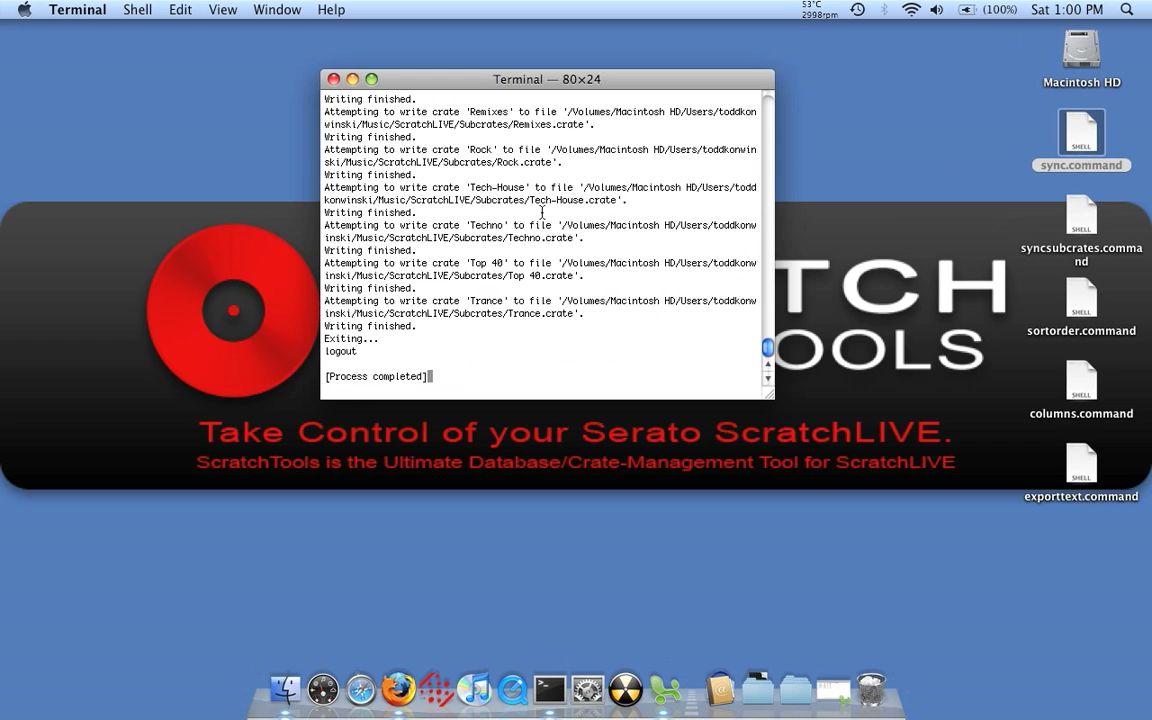 Terminal Shell Edit View Window Help
53°C
2998rpm
(100%) Sat 1:00 PM
Terminal — 80×24
Writing finished.
Attempting to write crate 'Remixes' to file '/Volumes/Macintosh HD/Users/toddkon
winski/Music/ScratchLIVE/Subcrates/Remixes.crate'.
Writing finished.
Attempting to write crate 'Rock' to file '/Volumes/Macintosh HD/Users/toddkonwin
ski/Music/ScratchLIVE/Subcrates/Rock.crate'.
Writing finished.
Attempting to write crate 'Tech-House' to file '/Volumes/Macintosh HD/Users/todd
konwinski/Music/ScratchLIVE/Subcrates/Tech-House.crate'.
Writing finished.
Attempting to write crate 'Techno' to file '/Volumes/Macintosh HD/Users/toddkonw
inski/Music/ScratchLIVE/Subcrates/Techno.crate'.
Writing finished.
Attempting to write crate 'Top 40' to file '/Volumes/Macintosh HD/Users/toddkonw
inski/Music/ScratchLIVE/Subcrates/Top 40.crate'.
Writing finished.
Attempting to write crate 'Trance' to file '/Volumes/Macintosh HD/Users/toddkonw
inski/Music/ScratchLIVE/Subcrates/Trance.crate'.
Writing finished.
Exiting...
logout
[Process completed]
TCH
OOLS
Take Control of your Serato ScratchLIVE.
ScratchTools is the Ultimate Database/Crate-Management Tool for ScratchLIVE
Macintosh HD
SHELL
sync.command
SHELL
syncsubcrates.comma
nd
SHELL
sortorder.command
SHELL
columns.command
SHELL
exporttext.command